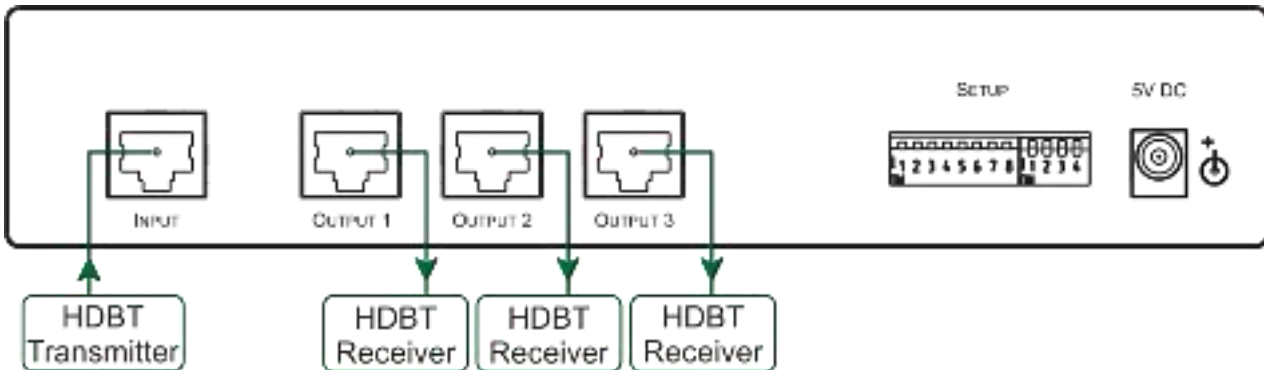 SETUP
5V DC
1 2 3 4 5 6 7 8 1 2 3 4
+
INPUT
OUTPUT 1
OUTPUT 2
OUTPUT 3
HDBT
Transmitter
HDBT
Receiver
HDBT
Receiver
HDBT
Receiver